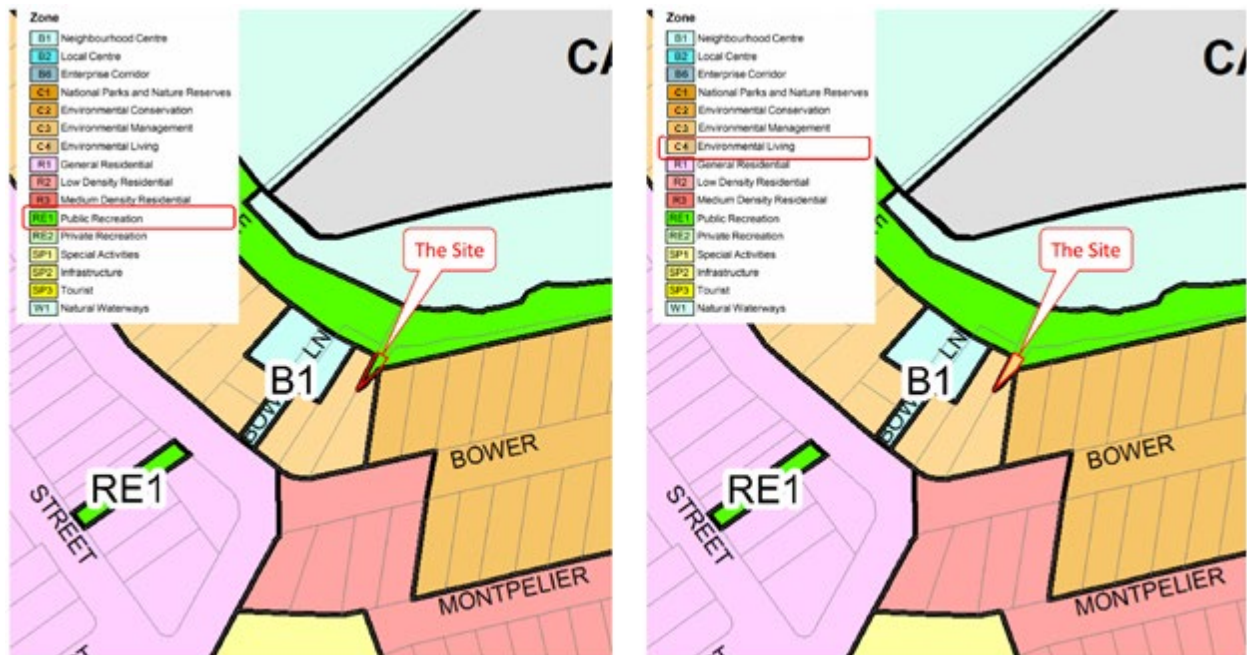 Zone
B1 Neighbourhood Centre
B2 Local Centre
B6 Enterprise Corridor
C1 National Parks and Nature Reserves
C2 Environmental Conservation
C3 Environmental Management
C4 Environmental Living
R1 General Residential
R2 Low Density Residential
R3 Medium Density Residential
RE1 Public Recreation
RE2 Private Recreation
SP1 Special Activities
SP2 Infrastructure
SP3 Tourist
W1 Natural Waterways
CA
The Site
LN
B1
BOW
BOWER
RE1
STREET
MONTPELIER
Zone
B1 Neighbourhood Centre
B2 Local Centre
B6 Enterprise Corridor
C1 National Parks and Nature Reserves
C2 Environmental Conservation
C3 Environmental Management
C4 Environmental Living
R1 General Residential
R2 Low Density Residential
R3 Medium Density Residential
RE1 Public Recreation
RE2 Private Recreation
SP1 Special Activities
SP2 Infrastructure
SP3 Tourist
W1 Natural Waterways
CA
The Site
LN
B1
BOW
BOWER
RE1
STREET
MONTPELIER